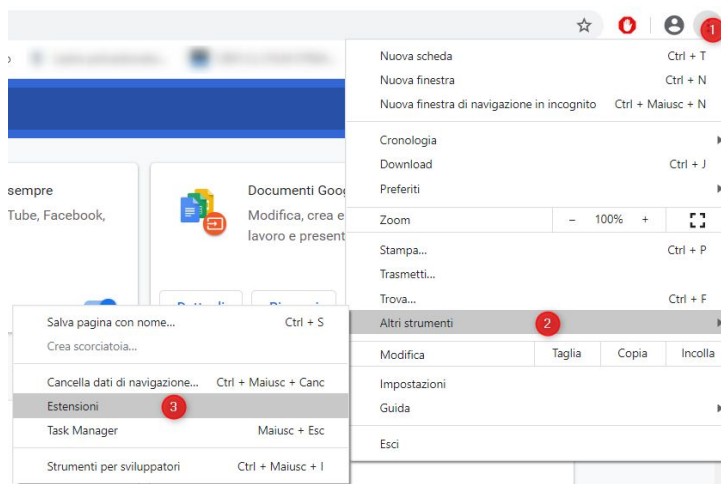 1
Nuova scheda Ctrl + T
Nuova finestra Ctrl + N
Nuova finestra di navigazione in incognito Ctrl + Maiusc + N
Cronologia
Download Ctrl + J
Preferiti
Zoom - 100% +
Stampa... Ctrl + P
Trasmetti...
Trova... Ctrl + F
Altri strumenti 2
Modifica Taglia Copia Incolla
Impostazioni
Guida
Esci
sempre
Tube, Facebook,
Documenti Goog
Modifica, crea e
lavoro e present
Salva pagina con nome... Ctrl + S
Crea scorciatoia...
Cancella dati di navigazione... Ctrl + Maiusc + Canc
Estensioni 3
Task Manager Maiusc + Esc
Strumenti per sviluppatori Ctrl + Maiusc + I